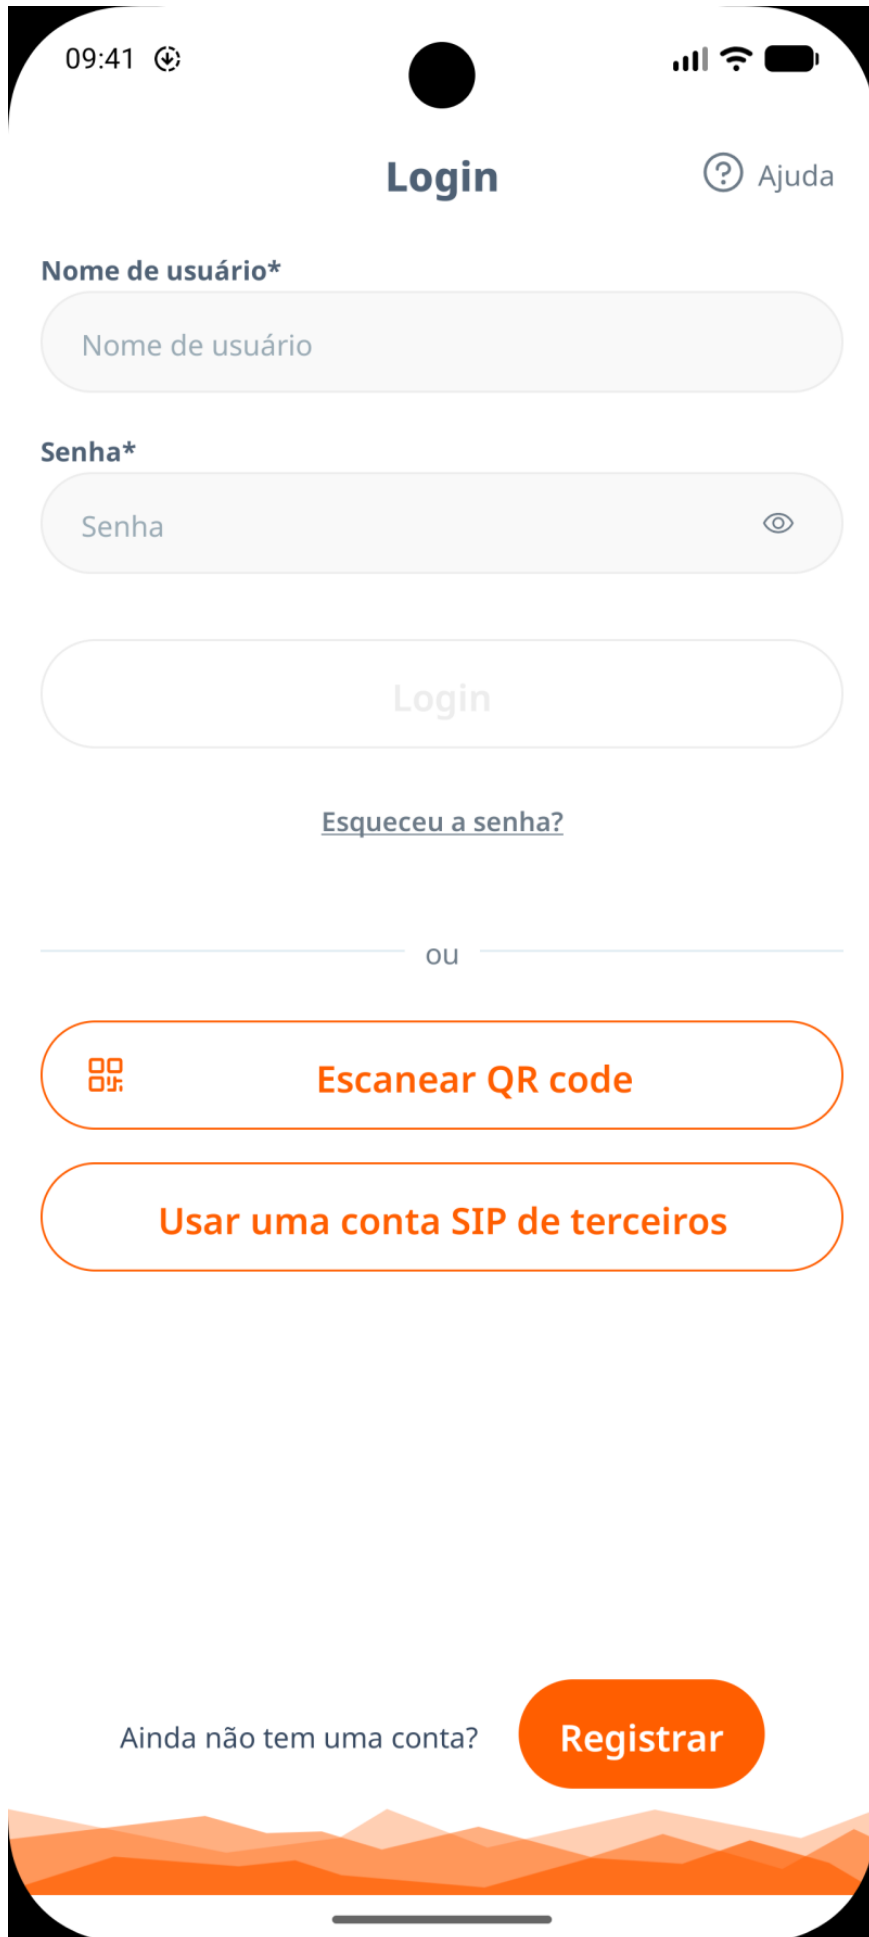 09:41
Login
Ajuda
Nome de usuário*
Nome de usuário
Senha*
Senha
Login
Esqueceu a senha?
ou
Escanear QR code
Usar uma conta SIP de terceiros
Ainda não tem uma conta?
Registrar